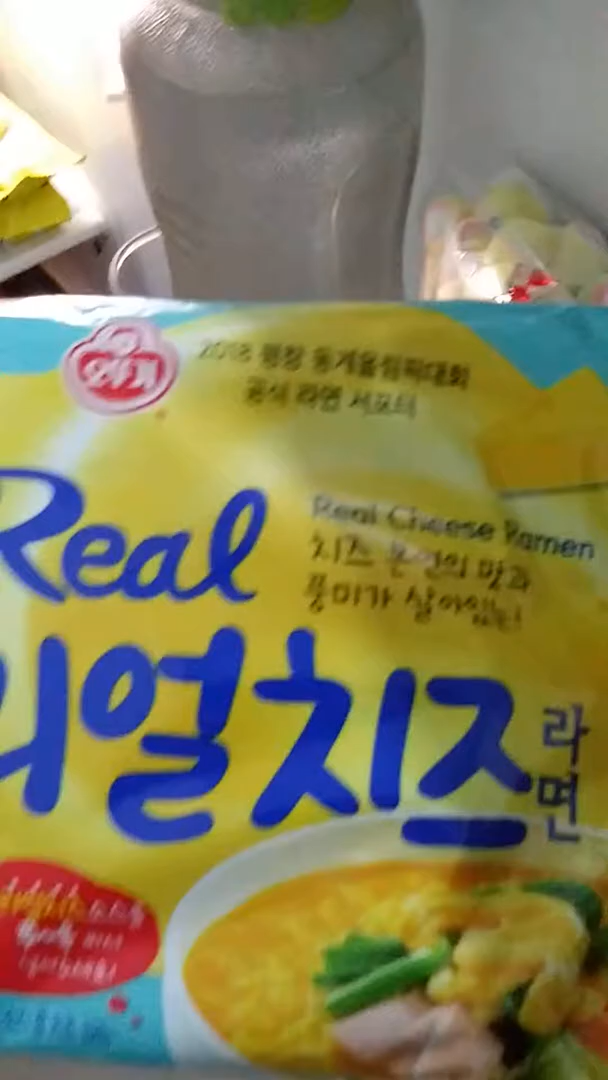 오뚜기
2018 평창 동계올림픽대회
공식 라면 서포터
Real
Real Cheese Ramen
치즈 본연의 맛과
풍미가 살아있는!
리얼치즈
라면